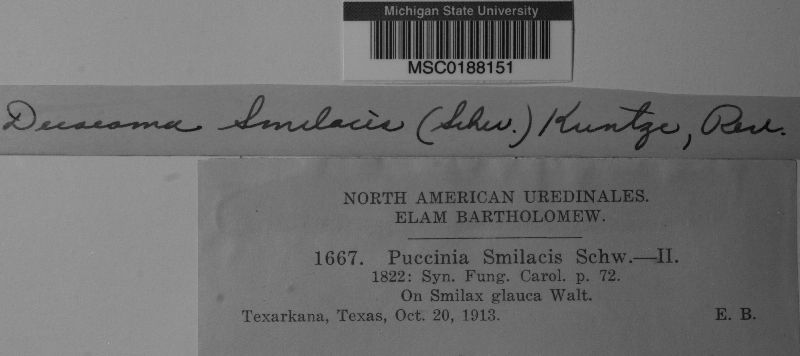 Michigan State University
MSC0188151
Smilacis (Schw.) Kuntze, Rev.
NORTH AMERICAN UREDINALES.
ELAM BARTHOLOMEW.
1667. Puccinia Smilacis Schw.—II.
1822: Syn. Fung. Carol. p. 72.
On Smilax glauca Walt.
Texarkana, Texas, Oct. 20, 1913. E. B.